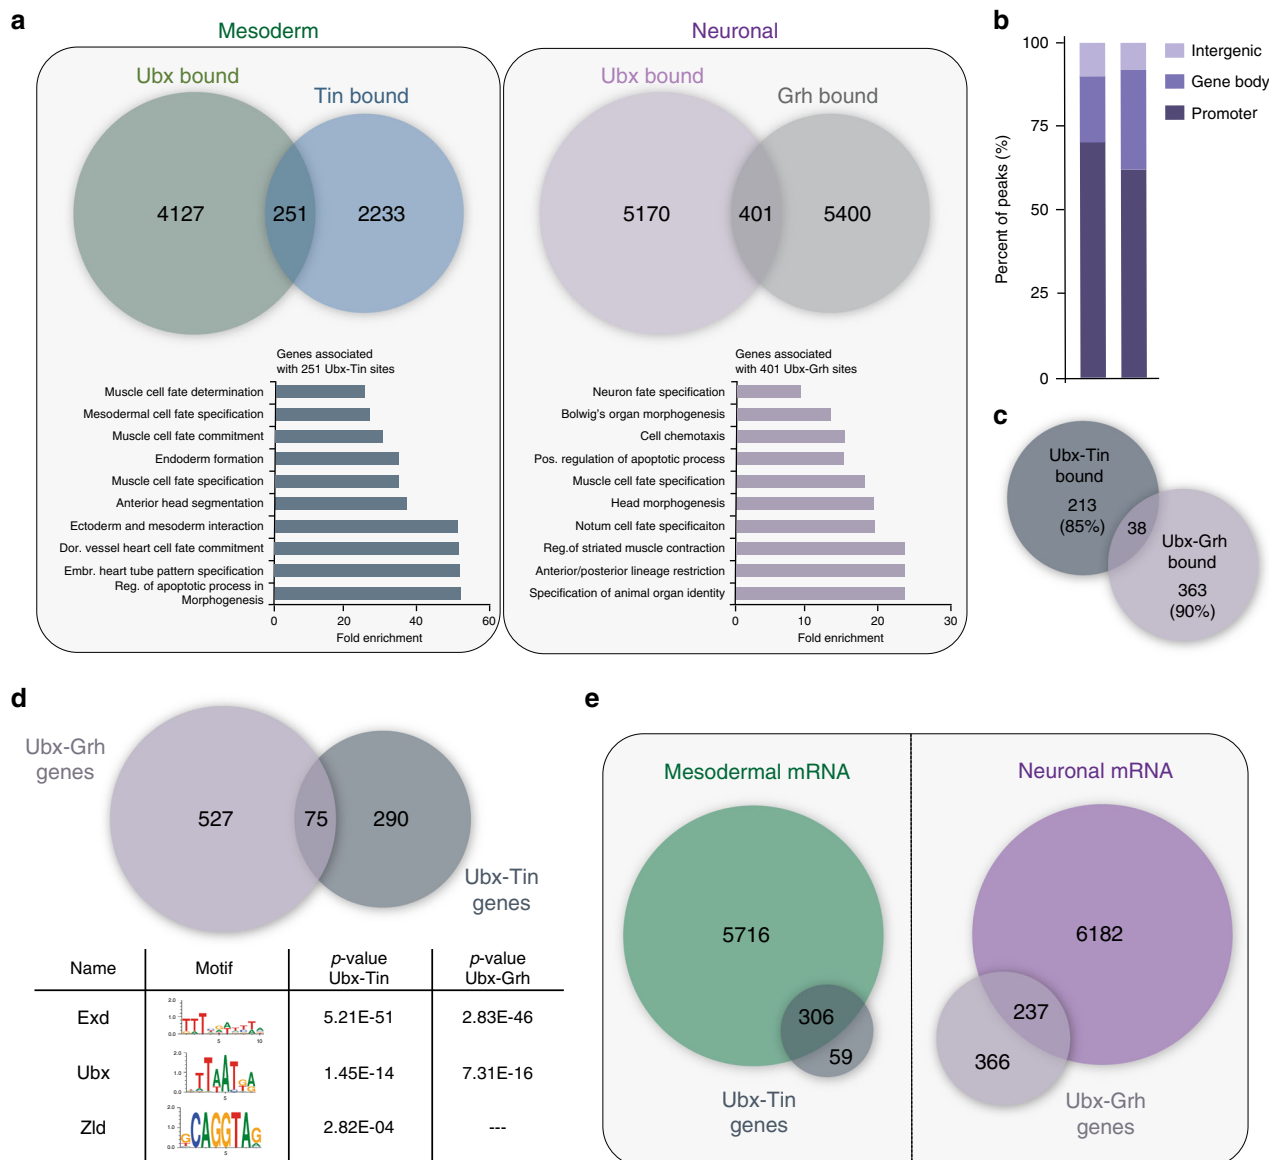 a
Mesoderm
Neuronal
Ubx bound
Tin bound
4127
251
2233
Ubx bound
Grh bound
5170
401
5400
Genes associated
with 251 Ubx-Tin sites
Muscle cell fate determination
Mesodermal cell fate specification
Muscle cell fate commitment
Endoderm formation
Muscle cell fate specification
Anterior head segmentation
Ectoderm and mesoderm interaction
Dor. vessel heart cell fate commitment
Embr. heart tube pattern specification
Reg. of apoptotic process in
Morphogenesis
0 20 40 60
Fold enrichment
Genes associated
with 401 Ubx-Grh sites
Neuron fate specification
Bolwig's organ morphogenesis
Cell chemotaxis
Pos. regulation of apoptotic process
Muscle cell fate specification
Head morphogenesis
Notum cell fate specificaiton
Reg.of striated muscle contraction
Anterior/posterior lineage restriction
Specification of animal organ identity
0 10 20 30
Fold enrichment
b
Percent of peaks (%)
100
75
50
25
0
Intergenic
Gene body
Promoter
c
Ubx-Tin
bound
213
(85%)
38
Ubx-Grh
bound
363
(90%)
d
Ubx-Grh
genes
527
75
290
Ubx-Tin
genes
Name Motif p-value Ubx-Tin p-value Ubx-Grh
Exd 5.21E-51 2.83E-46
Ubx 1.45E-14 7.31E-16
Zld 2.82E-04 ---
e
Mesodermal mRNA
5716
306
59
Ubx-Tin
genes
Neuronal mRNA
6182
237
366
Ubx-Grh
genes